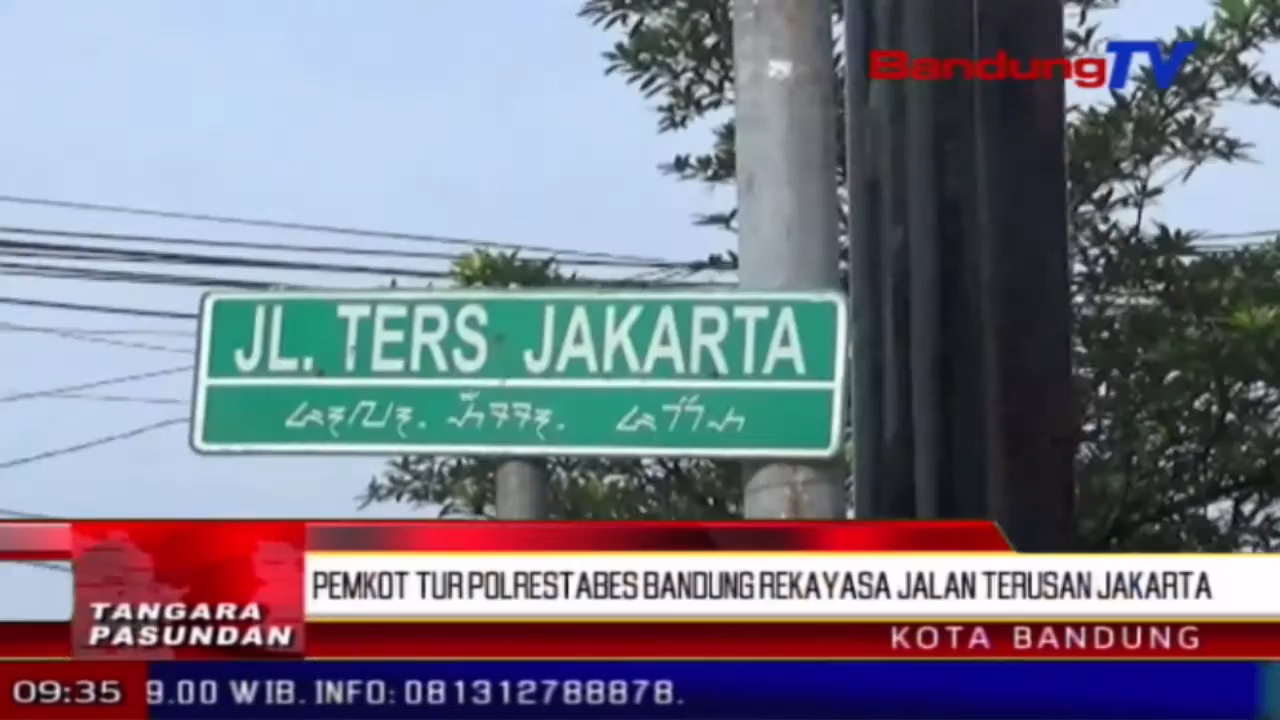 BandungTV
JL. TERS JAKARTA
PEMKOT TUR POLRESTABES BANDUNG REKAYASA JALAN TERUSAN JAKARTA
TANGARA
PASUNDAN
KOTA BANDUNG
09:35 9.00 WIB. INFO: 081312788878.